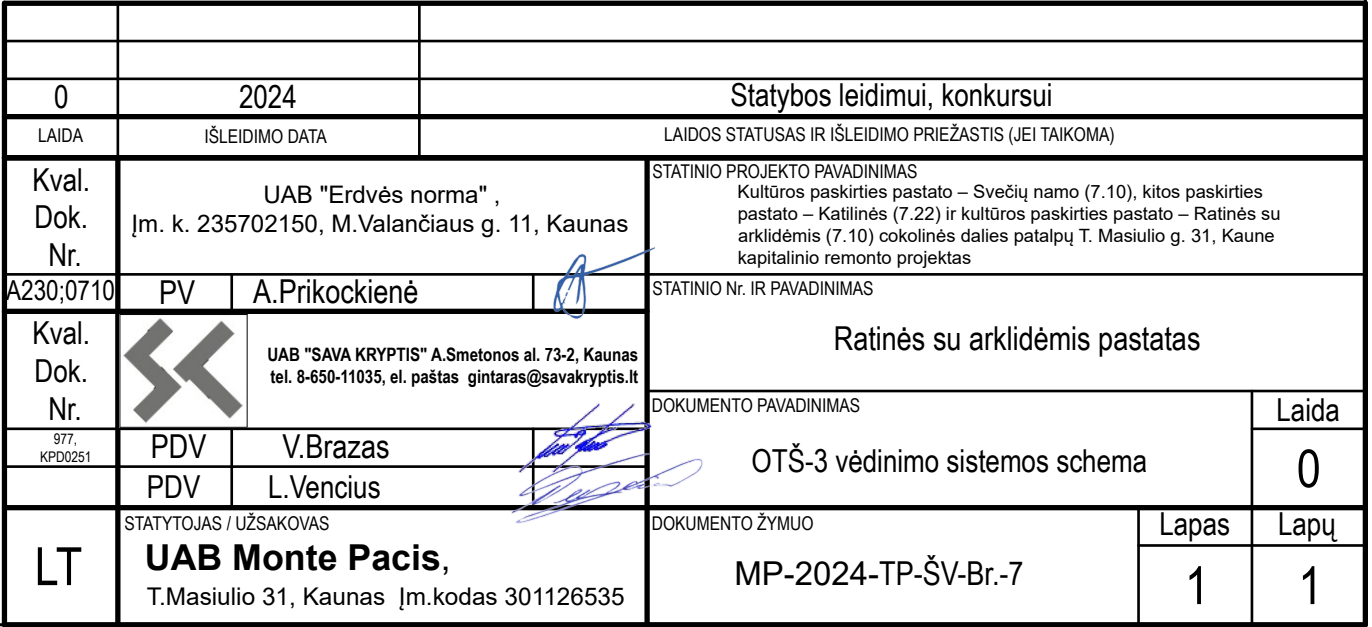 0 2024 Statybos leidimui, konkursui
LAIDA IŠLEIDIMO DATA LAIDOS STATUSAS IR IŠLEIDIMO PRIEŽASTIS (JEI TAIKOMA)
Kval.
Dok.
Nr.
UAB "Erdvės norma" ,
Įm. k. 235702150, M.Valančiaus g. 11, Kaunas
STATINIO PROJEKTO PAVADINIMAS
Kultūros paskirties pastato – Svečių namo (7.10), kitos paskirties
pastato – Katilinės (7.22) ir kultūros paskirties pastato – Ratinės su
arklidėmis (7.10) cokolinės dalies patalpų T. Masiulio g. 31, Kaune
kapitalinio remonto projektas
A230;0710 PV A.Prikockienė
STATINIO Nr. IR PAVADINIMAS
Ratinės su arklidėmis pastatas
Kval.
Dok.
Nr.
UAB "SAVA KRYPTIS" A.Smetonos al. 73-2, Kaunas
tel. 8-650-11035, el. paštas gintaras@savakryptis.lt
977,
KPD0251
PDV V.Brazas
PDV L.Vencius
DOKUMENTO PAVADINIMAS
OTŠ-3 vėdinimo sistemos schema
Laida
0
LT
STATYTOJAS / UŽSAKOVAS
UAB Monte Pacis,
T.Masiulio 31, Kaunas Įm.kodas 301126535
DOKUMENTO ŽYMUO
MP-2024-TP-ŠV-Br.-7
Lapas Lapų
1 1